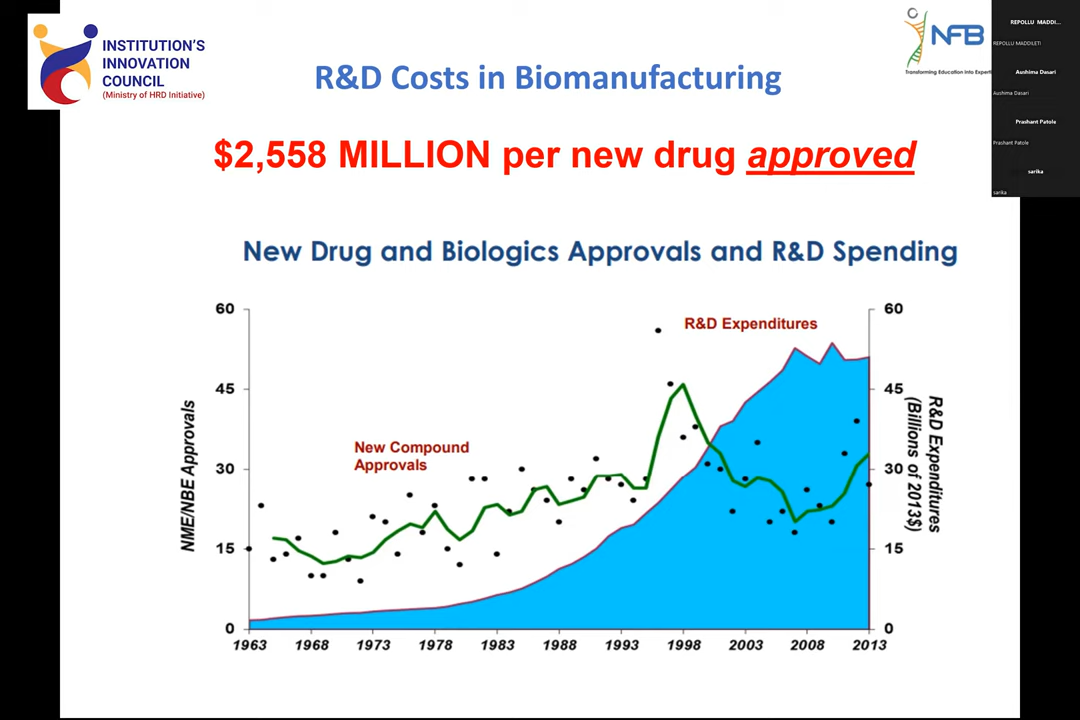 INSTITUTION'S
INNOVATION
COUNCIL
(Ministry of HRD Initiative)
NFB
Transforming Education into Experti
REPOLLU MADDI...
REPOLLU MADDILETI
Aushima Dasari
Aushima Dasari
Prashant Patole
Prashant Patole
sarika
sarika
R&D Costs in Biomanufacturing
$2,558 MILLION per new drug approved
New Drug and Biologics Approvals and R&D Spending
60
45
30
15
0
NME/NBE Approvals
New Compound
Approvals
R&D Expenditures
60
45
30
15
0
R&D Expenditures
(Billions of 2013$)
1963 1968 1973 1978 1983 1988 1993 1998 2003 2008 2013